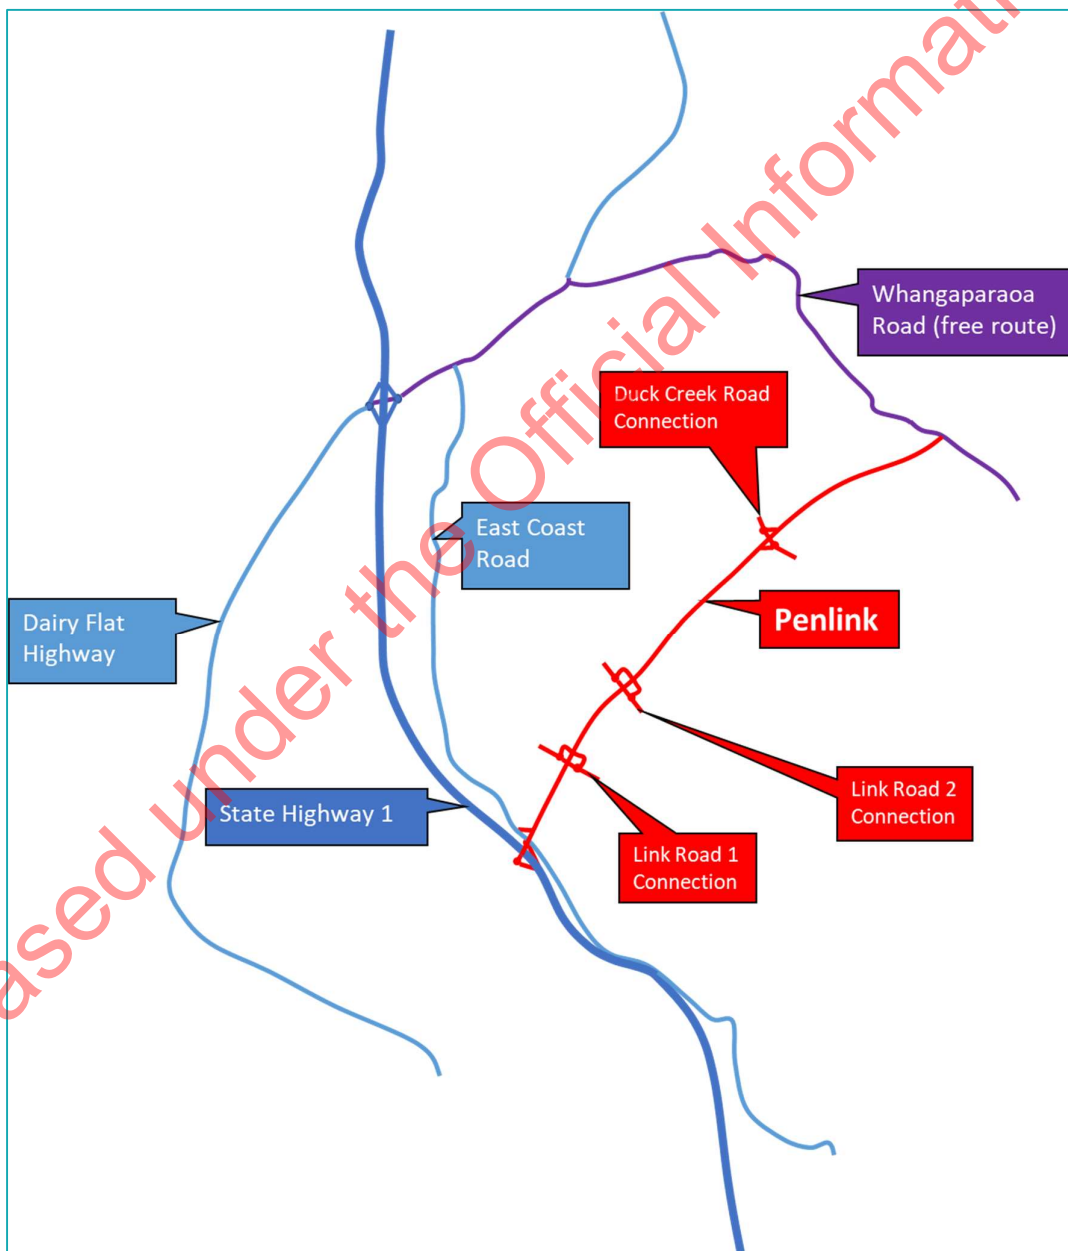 Whangaparaoa
Road (free route)
Duck Creek Road
Connection
East Coast
Road
Penlink
Dairy Flat
Highway
Link Road 2
Connection
State Highway 1
Link Road 1
Connection
ased under the Official Informati